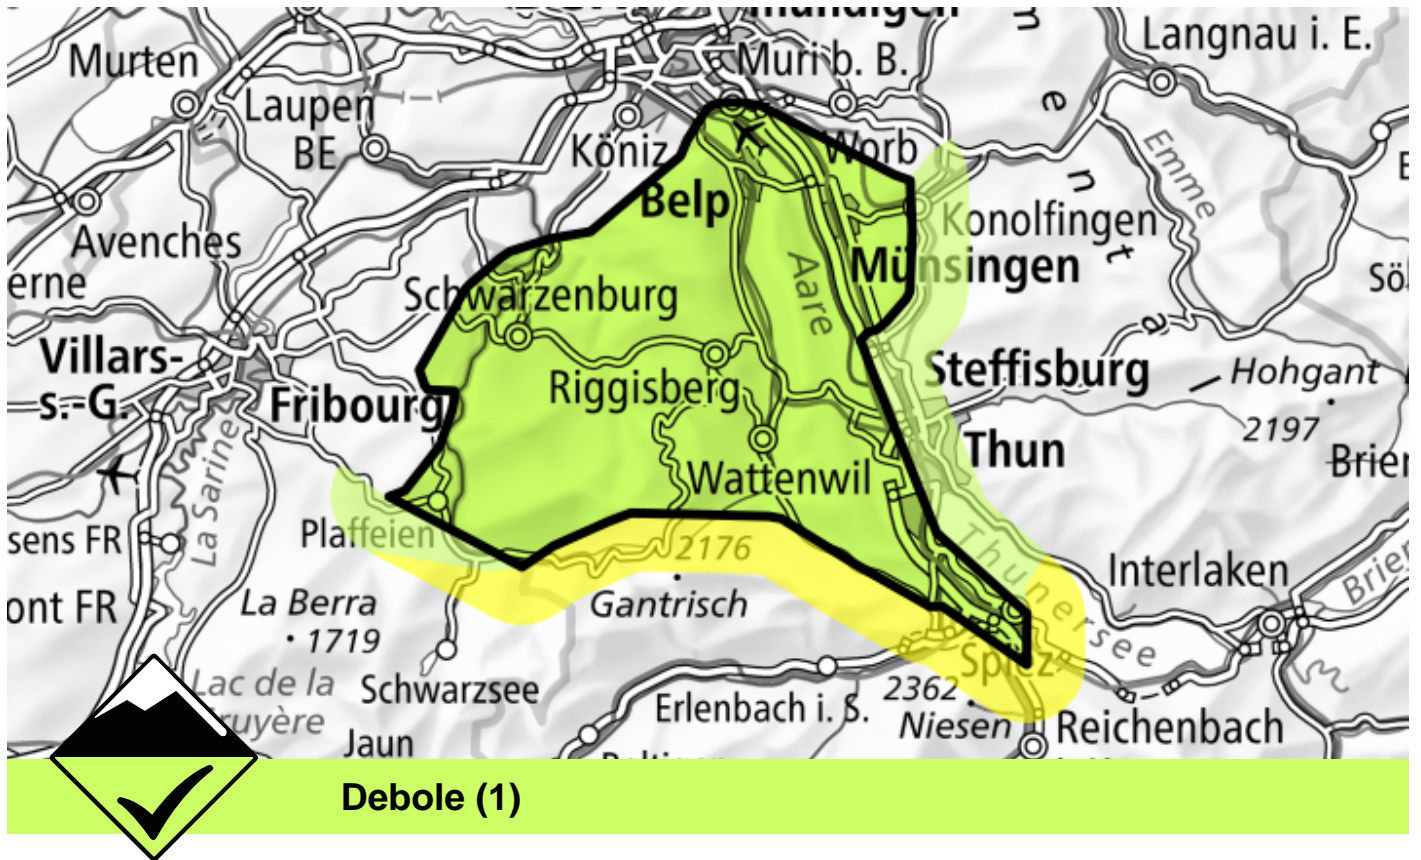 Langnau i. E.
Murten
Muri b. B.
Laupen
BE
Köniz
Worb
Emme
Belp
Avenches
Konolfingen
Münsingen
Aare
erne
Schwarzenburg
Villars-
s.-G.
Steffisburg
Hohgant
Riggisberg
2197
Fribourg
Thun
La Sarine
Wattenwil
Plaffeien
sens FR
2176
Thunersee
Interlaken
Gantrisch
La Berra
1719
ont FR
Spiez
Lac de la
Schwarzsee
2362
Niesen
Erlenbach i. S.
Reichenbach
Jaun
Debole (1)